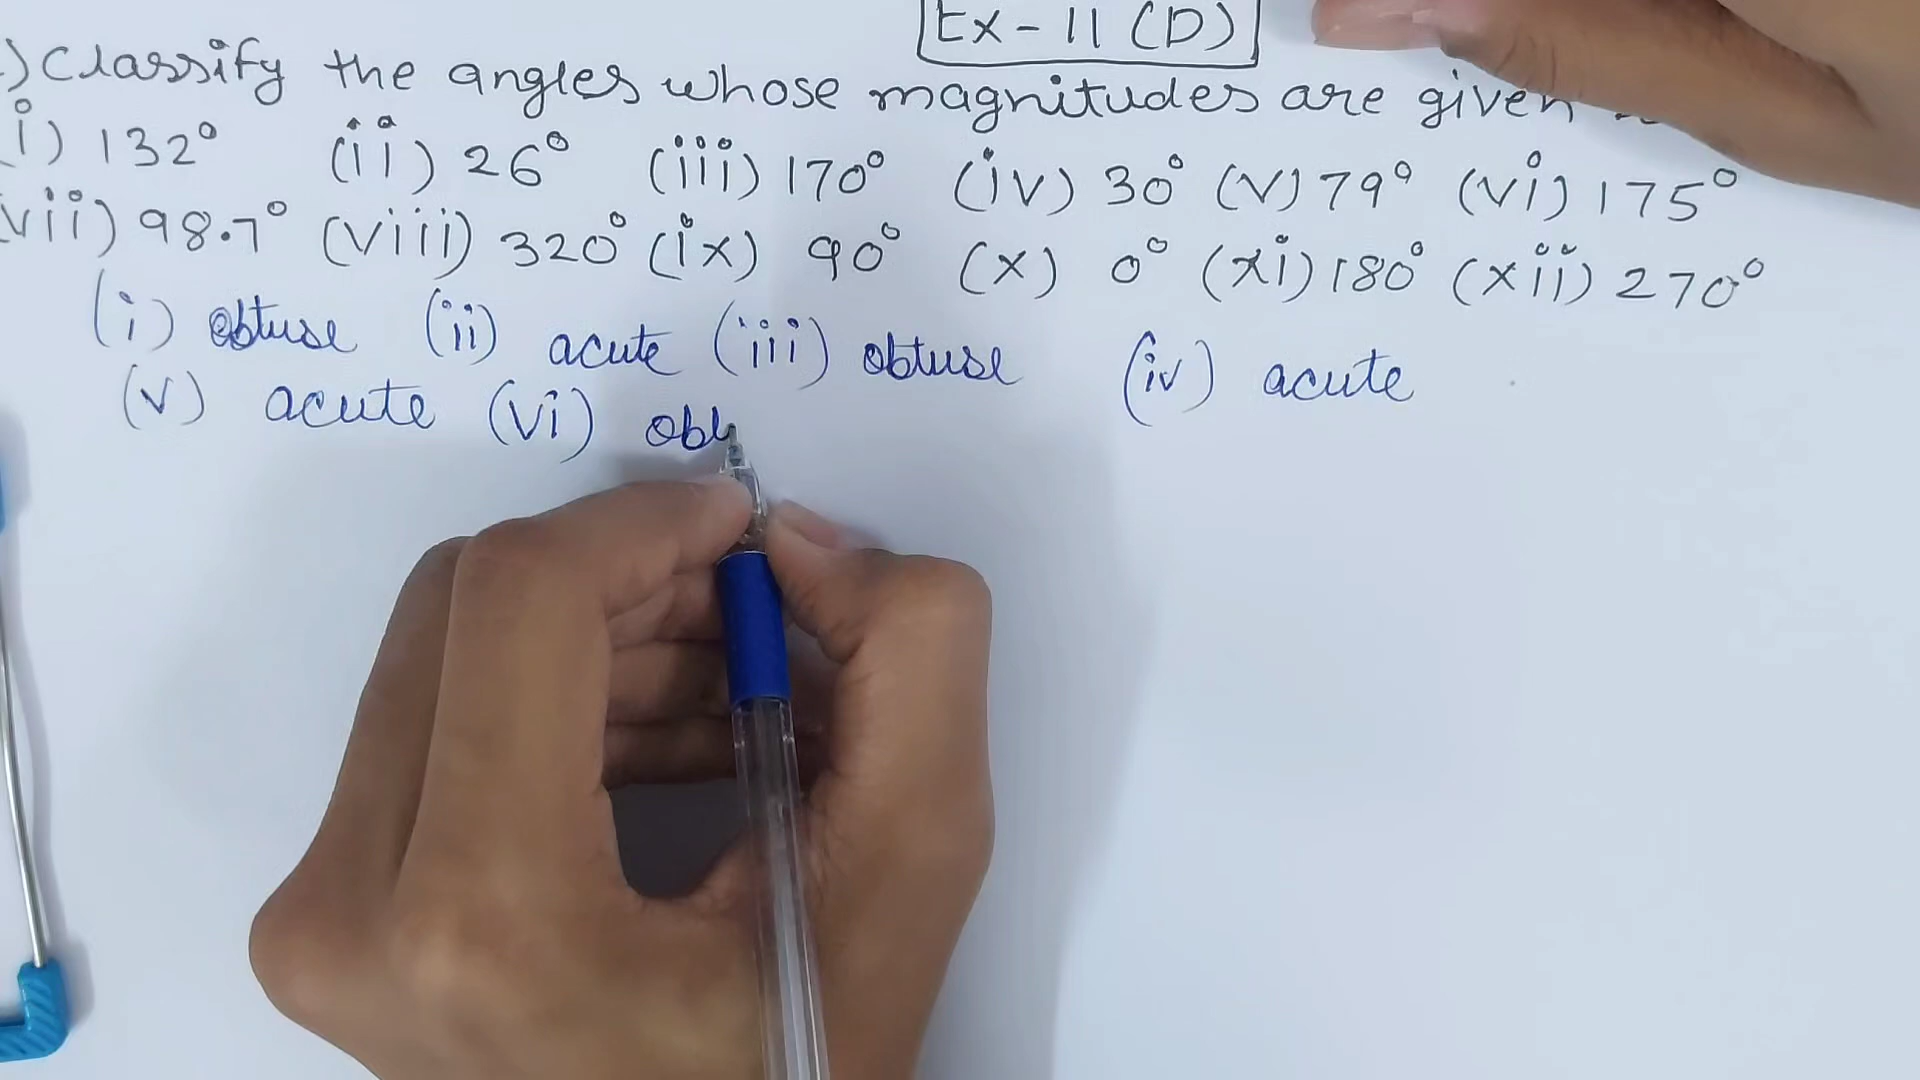 Ex-11 (D)
) Classify the angles whose magnitudes are given
(i) 132° (ii) 26° (iii) 170° (iv) 30° (v) 79° (vi) 175°
(vii) 98.7° (viii) 320° (ix) 90° (x) 0° (xi) 180° (xii) 270°
(i) obtuse (ii) acute (iii) obtuse (iv) acute
(v) acute (vi) obt